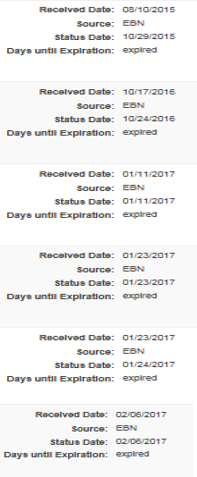 Received Date: 08/10/2015
Source: EBN
Status Date: 10/29/2015
Days until Expiration: expired
Received Date: 10/17/2016
Source: EBN
Status Date: 10/24/2016
Days until Expiration: expired
Received Date: 01/11/2017
Source: EBN
Status Date: 01/11/2017
Days until Expiration: expired
Received Date: 01/23/2017
Source: EBN
Status Date: 01/23/2017
Days until Expiration: expired
Received Date: 01/23/2017
Source: EBN
Status Date: 01/24/2017
Days until Expiration: expired
Received Date: 02/06/2017
Source: EBN
Status Date: 02/06/2017
Days until Expiration: expired